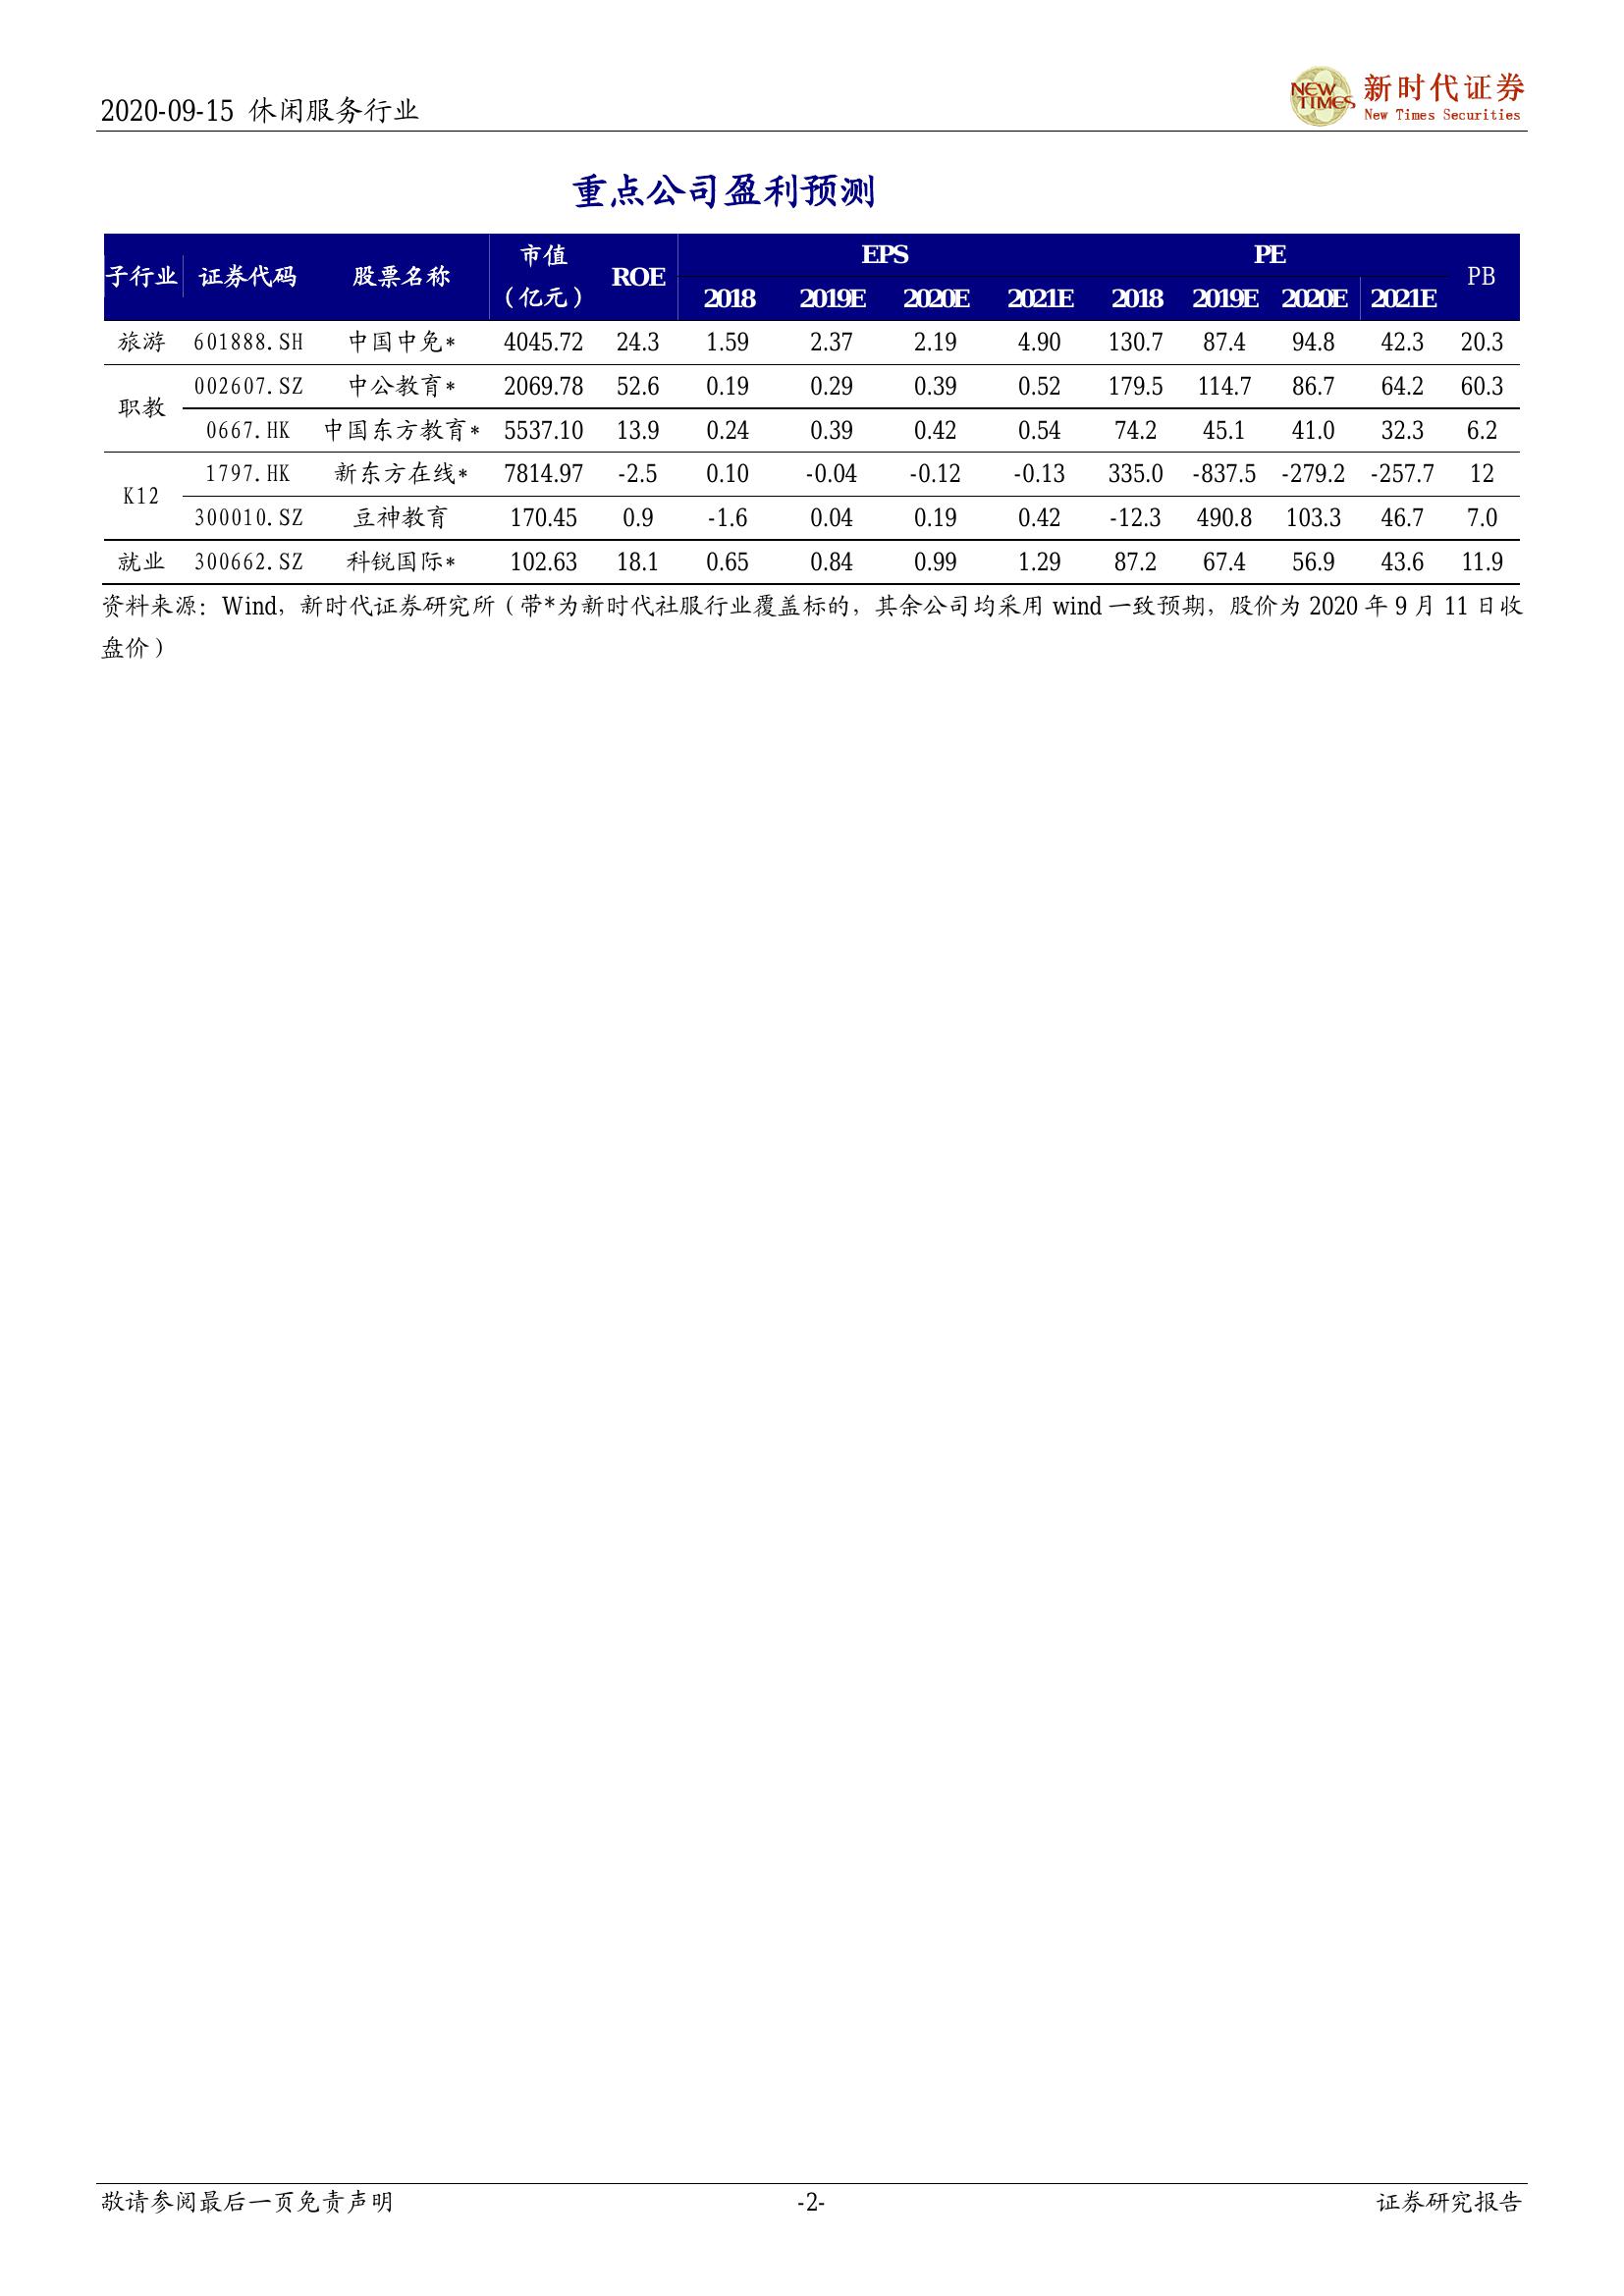 2020-09-15 休闲服务行业
NEW TIMES 新时代证券
New Times Securities
重点公司盈利预测
子行业 证券代码 股票名称 市值（亿元） ROE EPS PE PB
2018 2019E 2020E 2021E 2018 2019E 2020E 2021E
旅游 601888.SH 中国中免* 4045.72 24.3 1.59 2.37 2.19 4.90 130.7 87.4 94.8 42.3 20.3
职教 002607.SZ 中公教育* 2069.78 52.6 0.19 0.29 0.39 0.52 179.5 114.7 86.7 64.2 60.3
0667.HK 中国东方教育* 5537.10 13.9 0.24 0.39 0.42 0.54 74.2 45.1 41.0 32.3 6.2
K12 1797.HK 新东方在线* 7814.97 -2.5 0.10 -0.04 -0.12 -0.13 335.0 -837.5 -279.2 -257.7 12
300010.SZ 豆神教育 170.45 0.9 -1.6 0.04 0.19 0.42 -12.3 490.8 103.3 46.7 7.0
就业 300662.SZ 科锐国际* 102.63 18.1 0.65 0.84 0.99 1.29 87.2 67.4 56.9 43.6 11.9
资料来源：Wind，新时代证券研究所（带*为新时代社服行业覆盖标的，其余公司均采用 wind 一致预期，股价为 2020 年 9 月 11 日收
盘价）
敬请参阅最后一页免责声明 -2- 证券研究报告